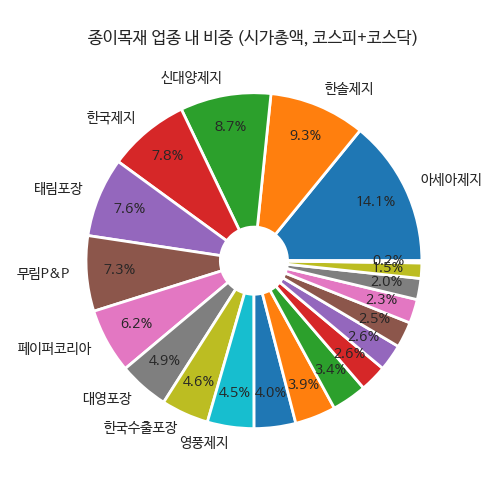 종이목재 업종 내 비중 (시가총액, 코스피+코스닥)
아세아제지
14.1%
한솔제지
9.3%
신대양제지
8.7%
한국제지
7.8%
태림포장
7.6%
무림P&P
7.3%
페이퍼코리아
6.2%
대영포장
4.9%
한국수출포장
4.6%
영풍제지
4.5%
4.0%
3.9%
3.4%
2.6%
2.6%
2.5%
2.3%
2.0%
1.5%
0.2%